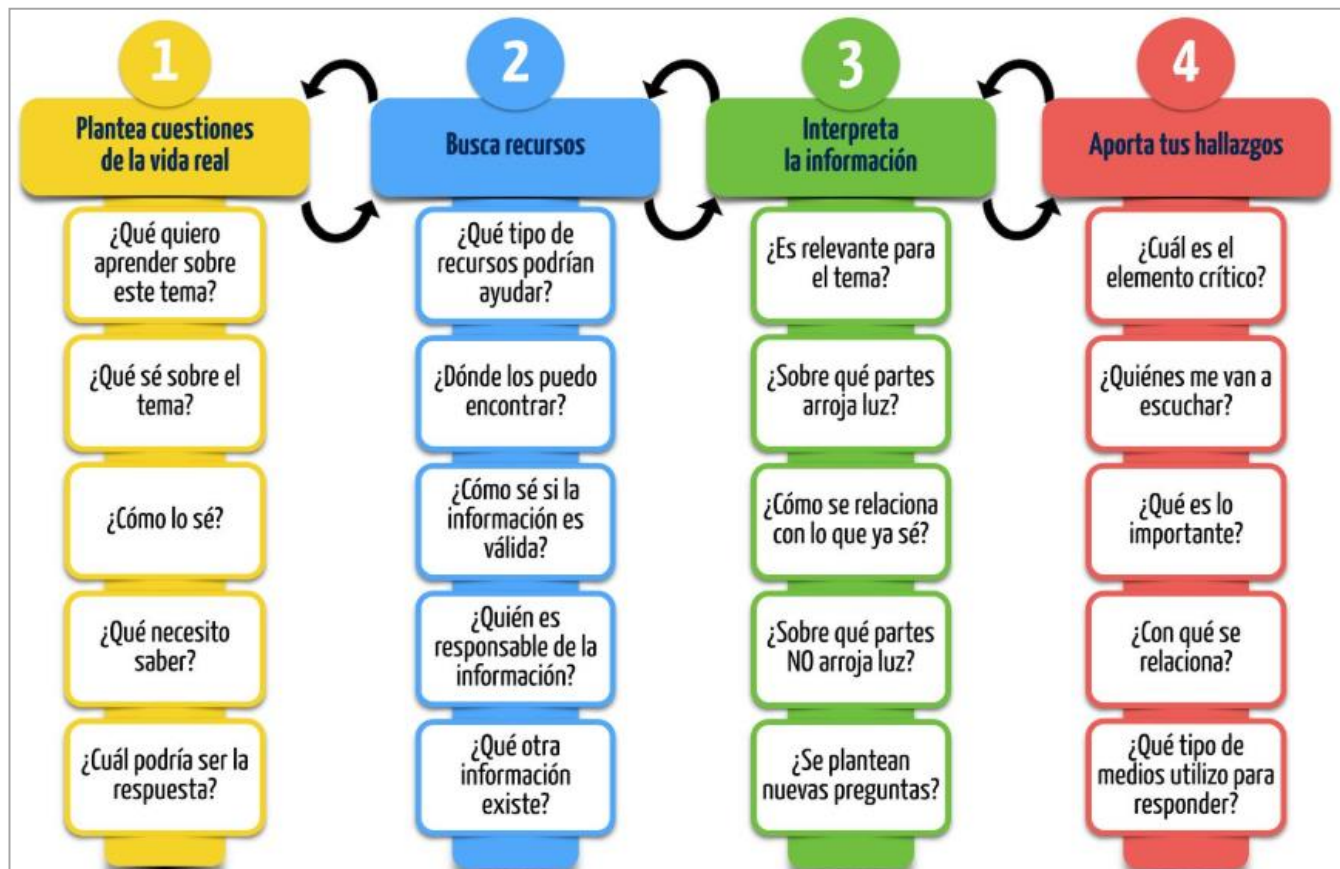 1
Plantea cuestiones
de la vida real
¿Qué quiero
aprender sobre
este tema?
¿Qué sé sobre el
tema?
¿Cómo lo sé?
¿Qué necesito
saber?
¿Cuál podría ser la
respuesta?
2
Busca recursos
¿Qué tipo de
recursos podrían
ayudar?
¿Dónde los puedo
encontrar?
¿Cómo sé si la
información es
válida?
¿Quién es
responsable de la
información?
¿Qué otra
información
existe?
3
Interpreta
la información
¿Es relevante para
el tema?
¿Sobre qué partes
arroja luz?
¿Cómo se relaciona
con lo que ya sé?
¿Sobre qué partes
NO arroja luz?
¿Se plantean
nuevas preguntas?
4
Aporta tus hallazgos
¿Cuál es el
elemento crítico?
¿Quiénes me van a
escuchar?
¿Qué es lo
importante?
¿Con qué se
relaciona?
¿Qué tipo de
medios utilizo para
responder?